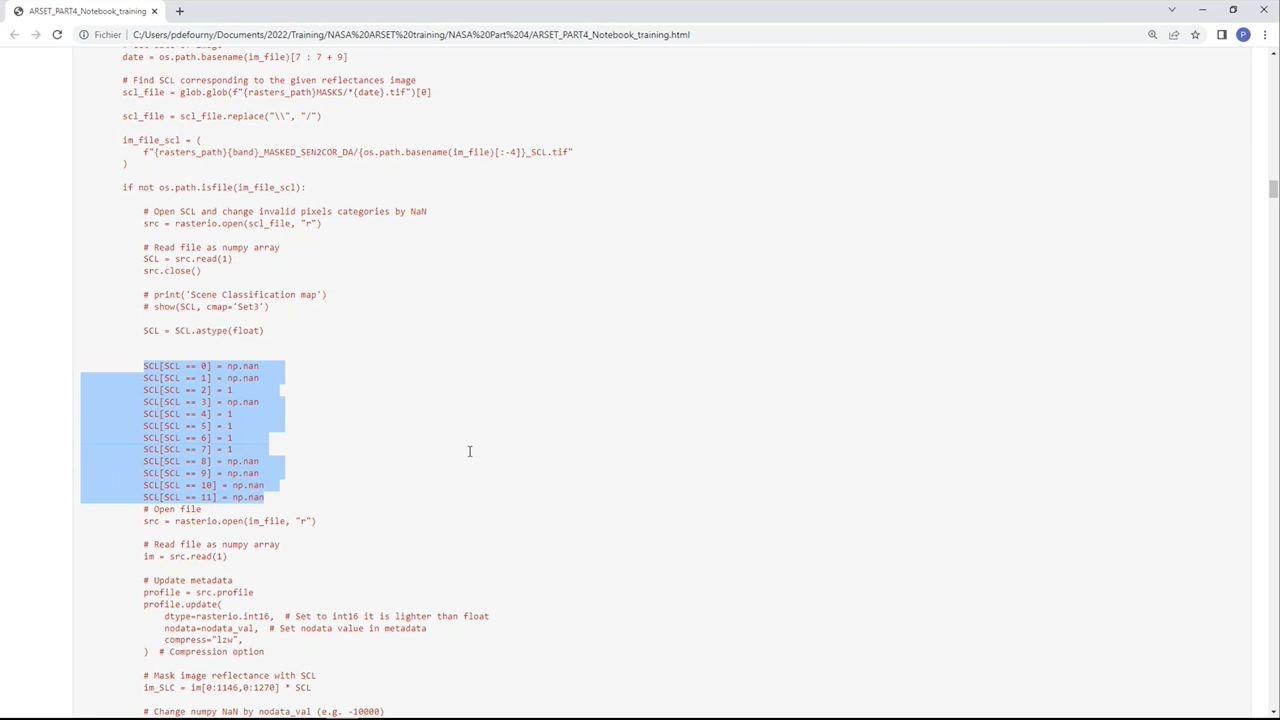 ARSET_PART4_Notebook_training
Fichier C:/Users/pdefourny/Documents/2022/Training/NASA%20ARSET%20training/NASA%20Part%204/ARSET_PART4_Notebook_training.html
P
date = os.path.basename(im_file)[7 : 7 + 9]
# Find SCL corresponding to the given reflectances image
scl_file = glob.glob(f"{rasters_path}MASKS/*{date}.tif")[0]
scl_file = scl_file.replace("\\", "/")
im_file_scl = (
f"{rasters_path}{band}_MASKED_SEN2COR_DA/{os.path.basename(im_file)[:-4]}_SCL.tif"
)
if not os.path.isfile(im_file_scl):
# Open SCL and change invalid pixels categories by NaN
src = rasterio.open(scl_file, "r")
# Read file as numpy array
SCL = src.read(1)
src.close()
# print('Scene Classification map')
# show(SCL, cmap='Set3')
SCL = SCL.astype(float)
SCL[SCL == 0] = np.nan
SCL[SCL == 1] = np.nan
SCL[SCL == 2] = 1
SCL[SCL == 3] = np.nan
SCL[SCL == 4] = 1
SCL[SCL == 5] = 1
SCL[SCL == 6] = 1
SCL[SCL == 7] = 1
SCL[SCL == 8] = np.nan
SCL[SCL == 9] = np.nan
SCL[SCL == 10] = np.nan
SCL[SCL == 11] = np.nan
# Open file
src = rasterio.open(im_file, "r")
# Read file as numpy array
im = src.read(1)
# Update metadata
profile = src.profile
profile.update(
dtype=rasterio.int16,  # Set to int16 it is lighter than float
nodata=nodata_val,  # Set nodata value in metadata
compress="lzw",
)  # Compression option
# Mask image reflectance with SCL
im_SLC = im[0:1146,0:1270] * SCL
# Change numpy NaN by nodata_val (e.g. -10000)